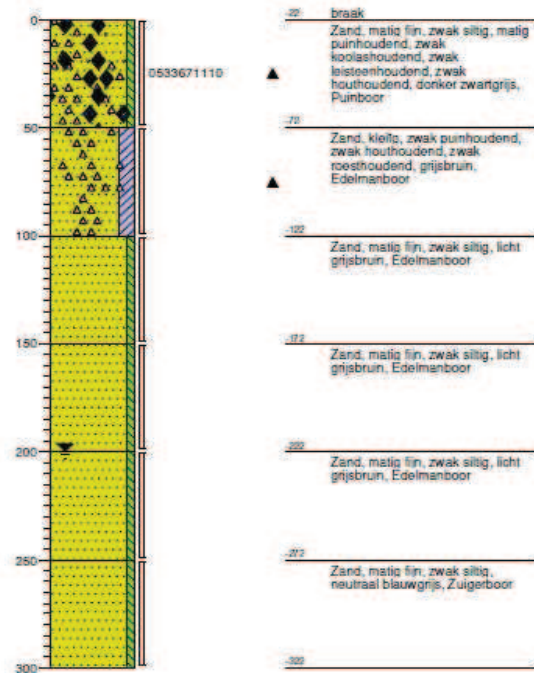 0
-22
braak
Zand, matig fijn, zwak siltig, matig
puinhoudend, zwak
koolashoudend, zwak
leisteenhoudend, zwak
houthoudend, donker zwartgrijs,
Puinboor
0533671110
50
-72
Zand, kleiïg, zwak puinhoudend,
zwak houthoudend, zwak
roesthoudend, grijsbruin,
Edelmanboor
100
-122
Zand, matig fijn, zwak siltig, licht
grijsbruin, Edelmanboor
150
-172
Zand, matig fijn, zwak siltig, licht
grijsbruin, Edelmanboor
200
-222
Zand, matig fijn, zwak siltig, licht
grijsbruin, Edelmanboor
250
-272
Zand, matig fijn, zwak siltig,
neutraal blauwgrijs, Zuigerboor
300
-322